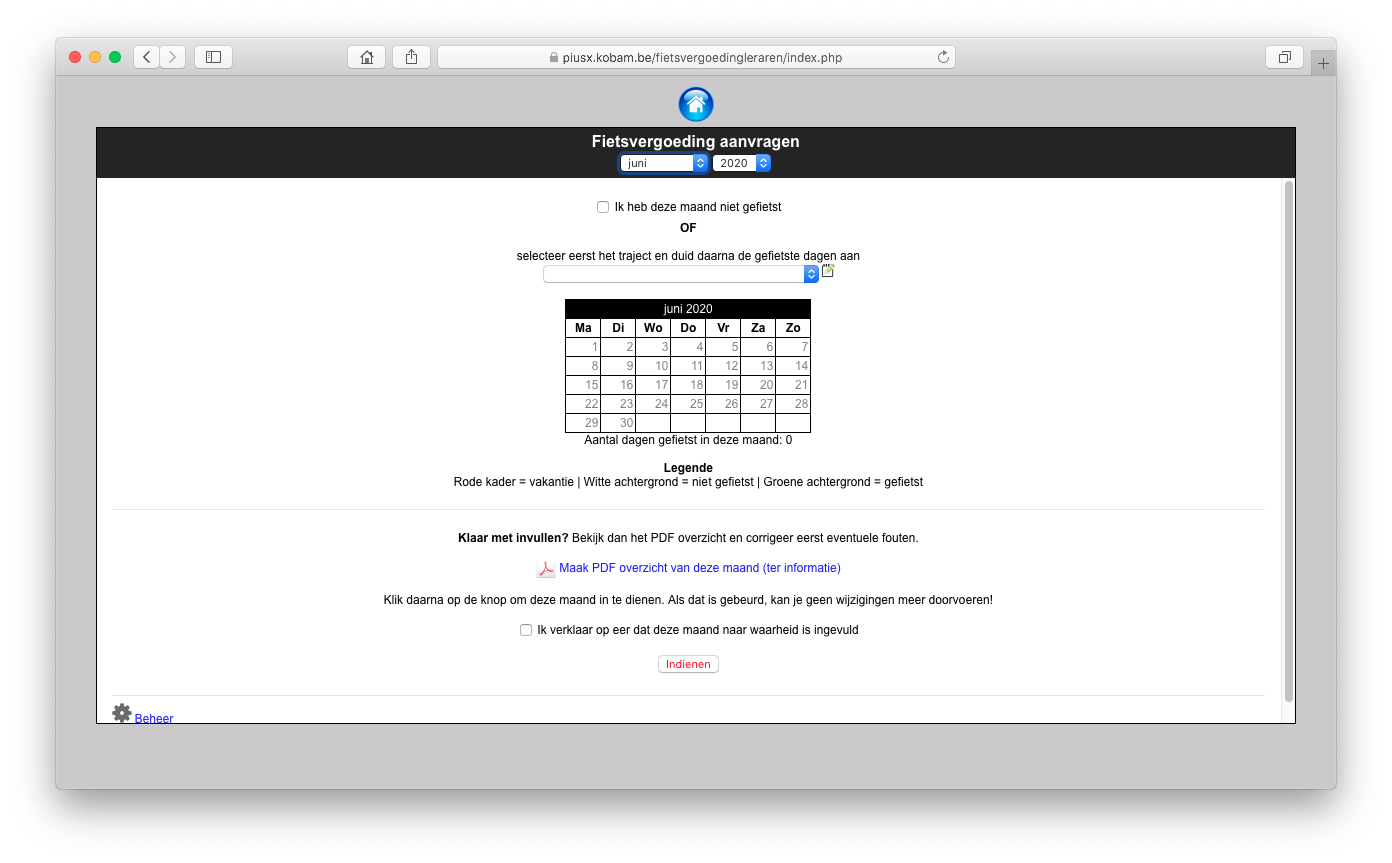 piusx.kobam.be/fietsvergoedingleraren/index.php
Fietsvergoeding aanvragen
juni 2020
Ik heb deze maand niet gefietst
OF
selecteer eerst het traject en duid daarna de gefietste dagen aan
juni 2020
Ma Di Wo Do Vr Za Zo
1 2 3 4 5 6 7
8 9 10 11 12 13 14
15 16 17 18 19 20 21
22 23 24 25 26 27 28
29 30
Aantal dagen gefietst in deze maand: 0
Legende
Rode kader = vakantie | Witte achtergrond = niet gefietst | Groene achtergrond = gefietst
Klaar met invullen? Bekijk dan het PDF overzicht en corrigeer eerst eventuele fouten.
Maak PDF overzicht van deze maand (ter informatie)
Klik daarna op de knop om deze maand in te dienen. Als dat is gebeurd, kan je geen wijzigingen meer doorvoeren!
Ik verklaar op eer dat deze maand naar waarheid is ingevuld
Indienen
Beheer